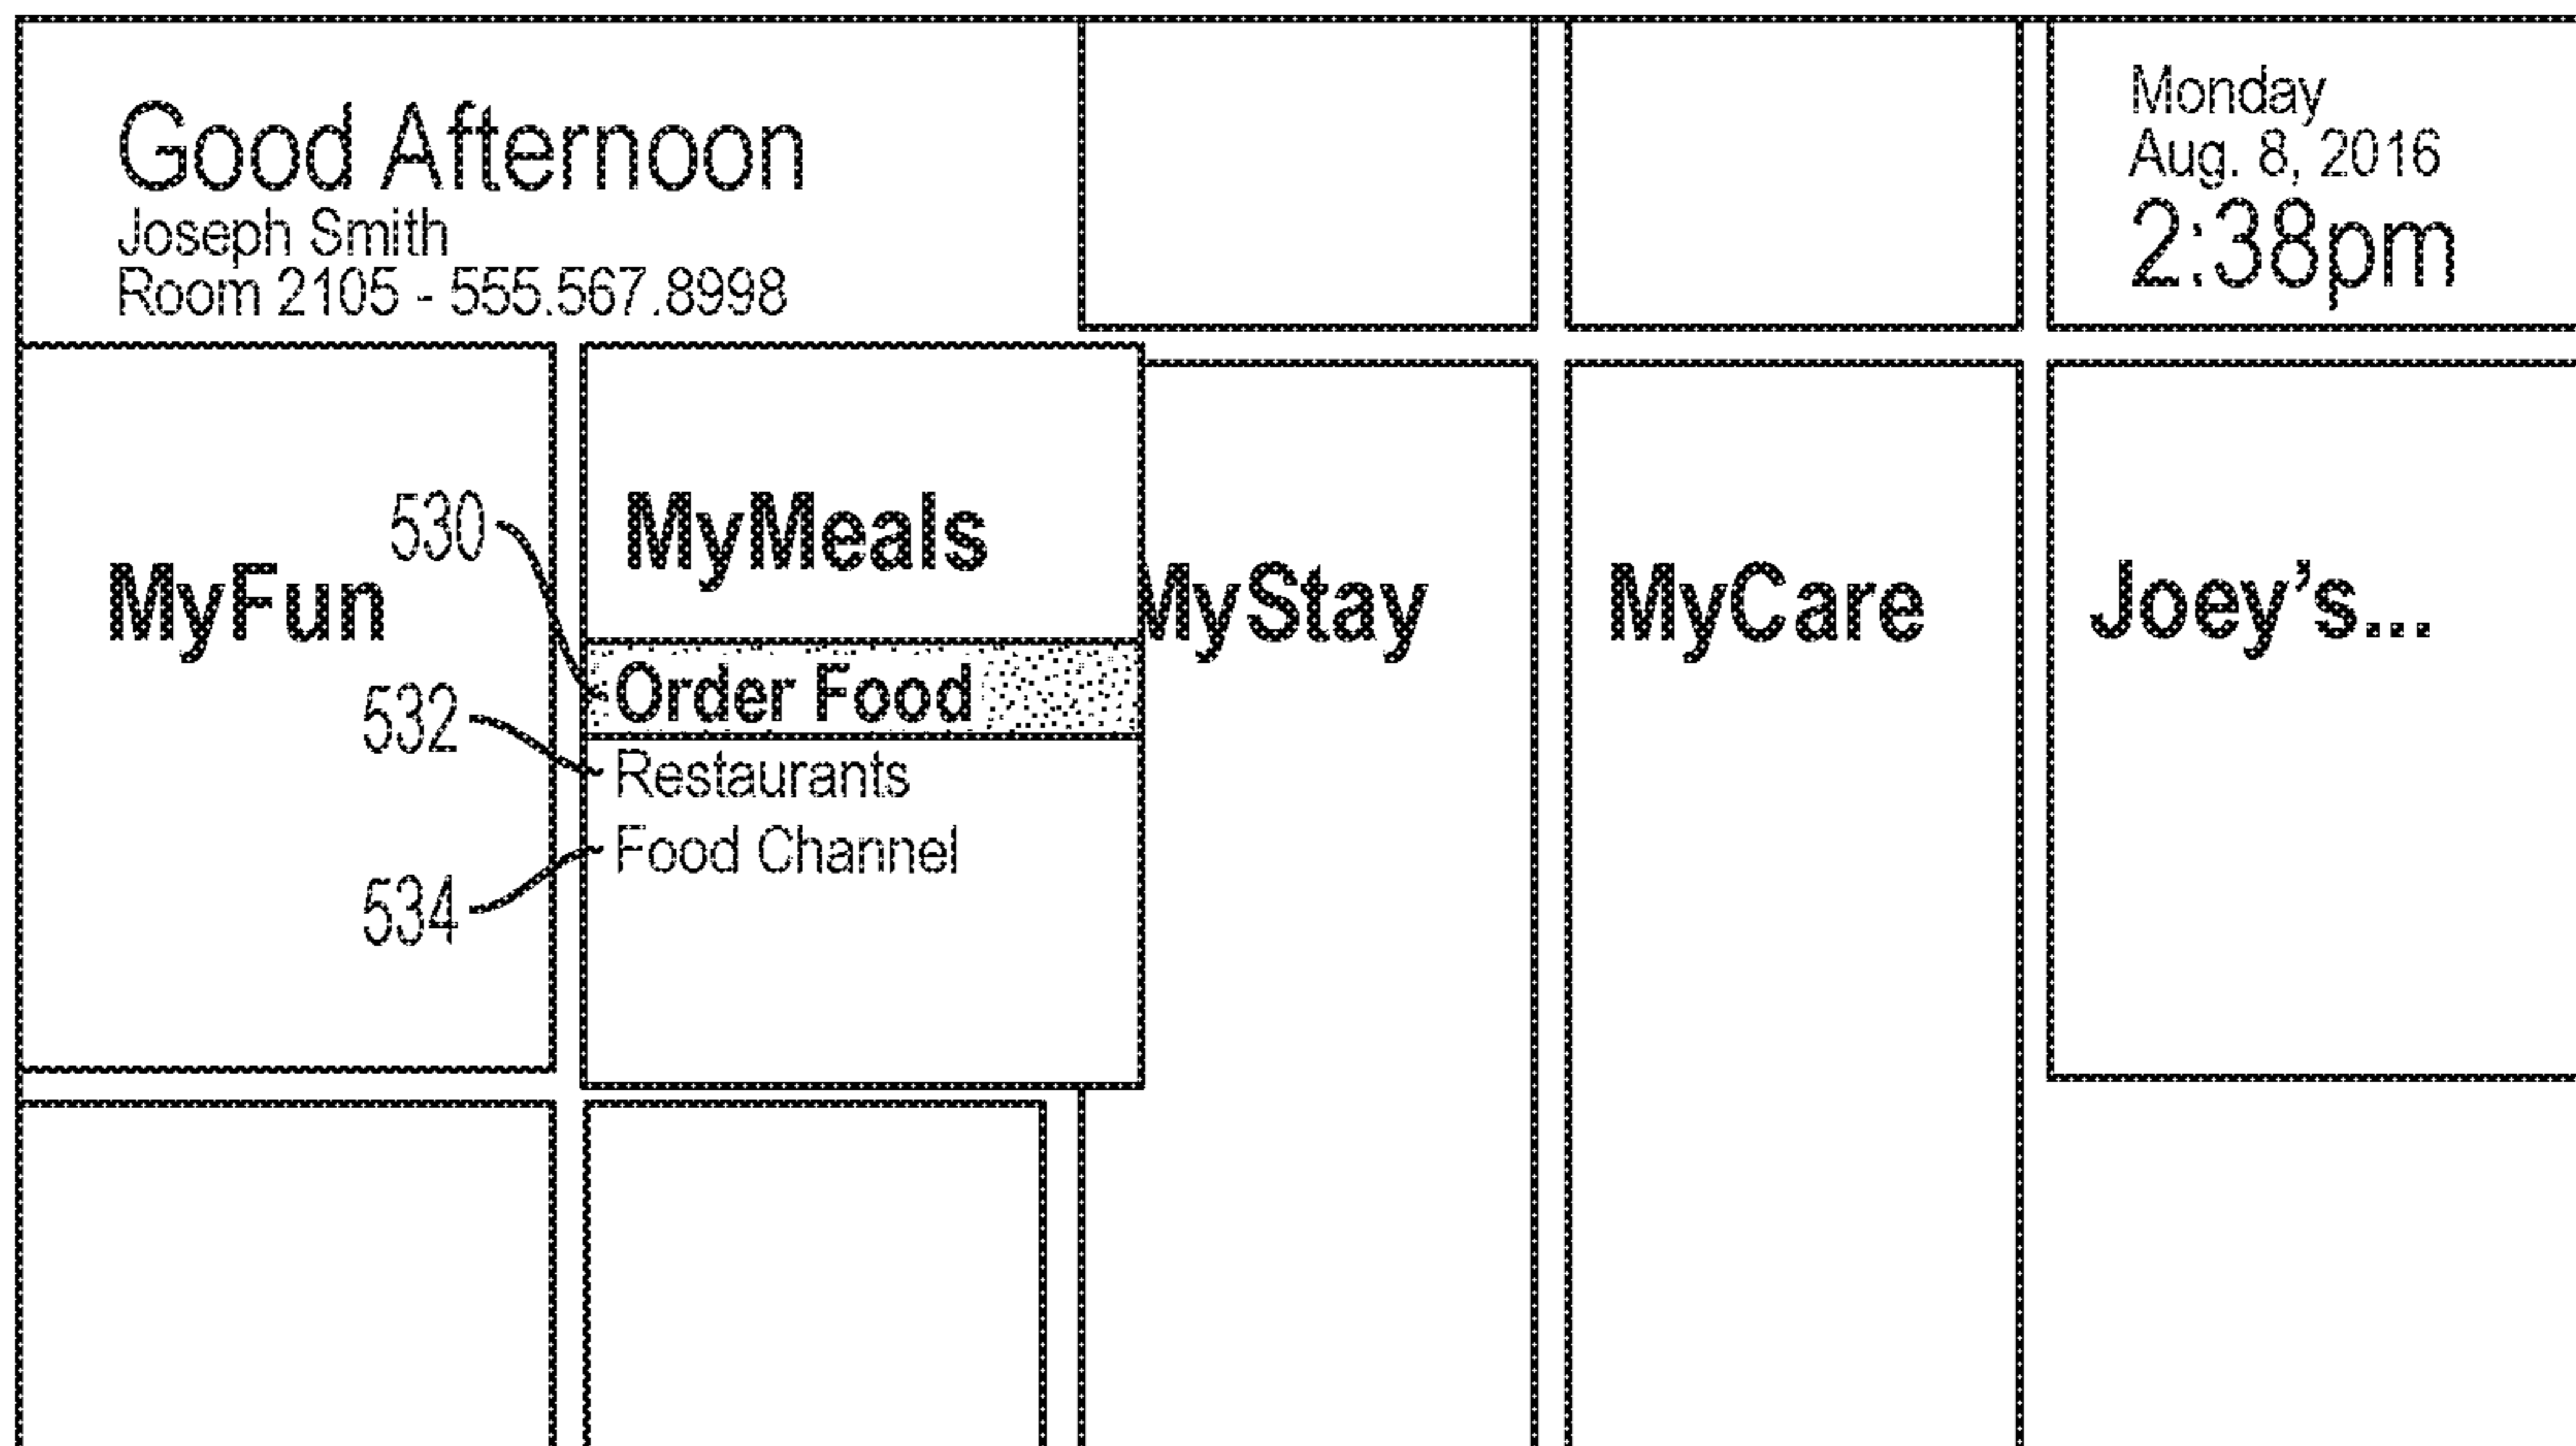 Good Afternoon
Joseph Smith
Room 2105 - 555.567.8998
Monday
Aug. 8, 2016
2:38pm
MyFun
530
532
534
MyMeals
Order Food
Restaurants
Food Channel
MyStay
MyCare
Joey's...